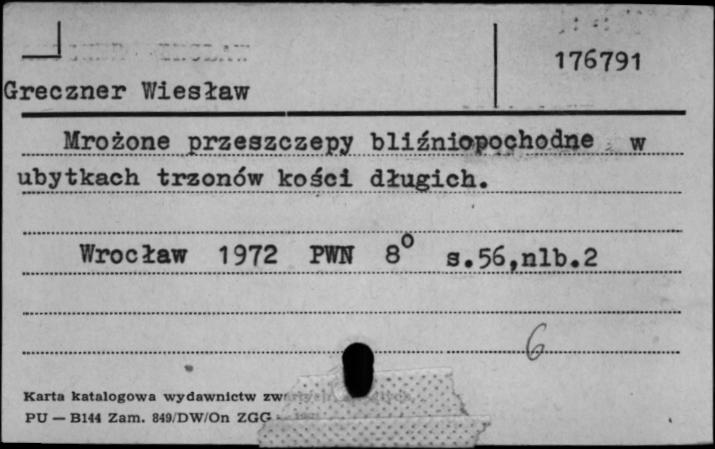 176791
Greczner Wiesław
Mrożone przeszczepy bliźniopochodne w
ubytkach trzonów kości długich.
Wrocław 1972 PWN 8° s.56,nlb.2
6
Karta katalogowa wydawnictw
PU — B144 Zam. 849/DW/On ZGG